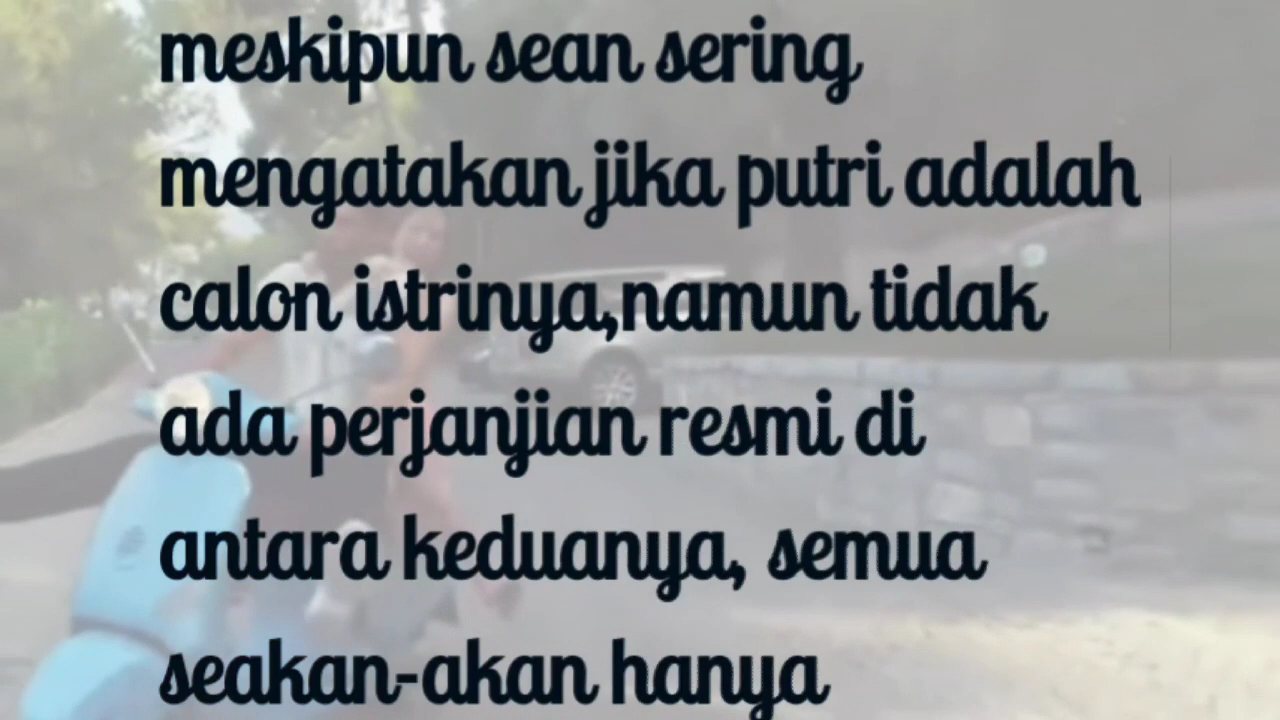 meskipun sean sering
mengatakan jika putri adalah
calon istrinya,namun tidak
ada perjanjian resmi di
antara keduanya, semua
seakan-akan hanya